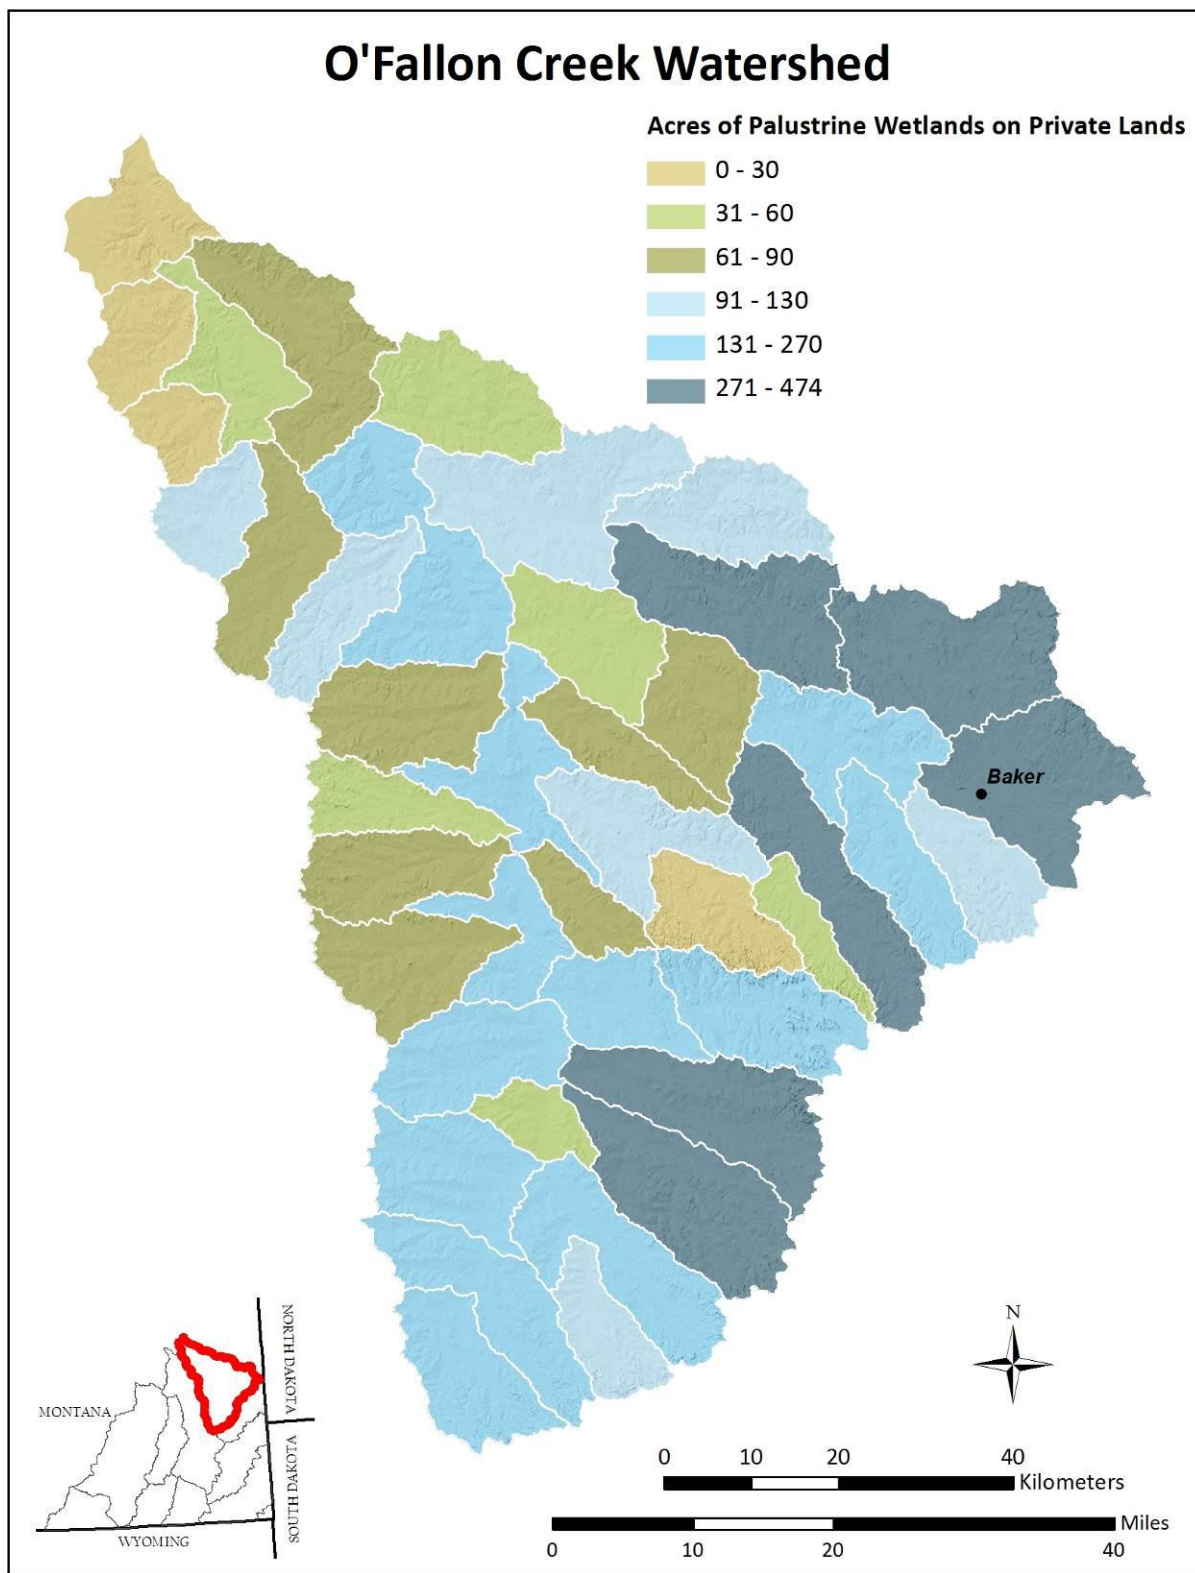 O'Fallon Creek Watershed
Acres of Palustrine Wetlands on Private Lands
0 - 30
31 - 60
61 - 90
91 - 130
131 - 270
271 - 474
Baker
NORTH DAKOTA
MONTANA
SOUTH DAKOTA
WYOMING
N
0 10 20 40
Kilometers
Miles
0 10 20 40